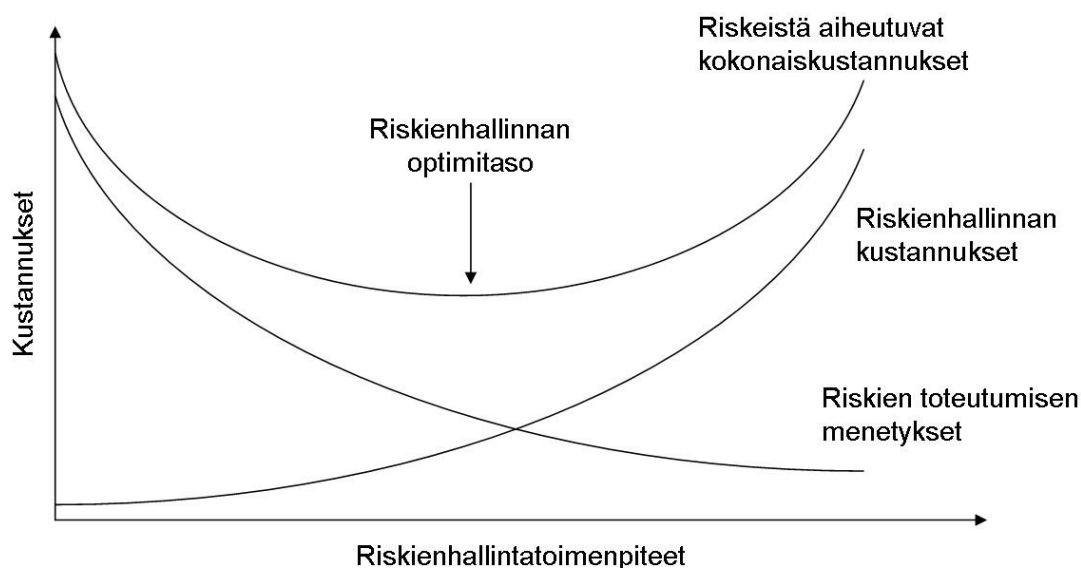 Riskeistä aiheutuvat
kokonaiskustannukset
Riskienhallinnan
optimitaso
Kustannukset
Riskienhallinnan
kustannukset
Riskien toteutumisen
menetykset
Riskienhallintatoimenpiteet